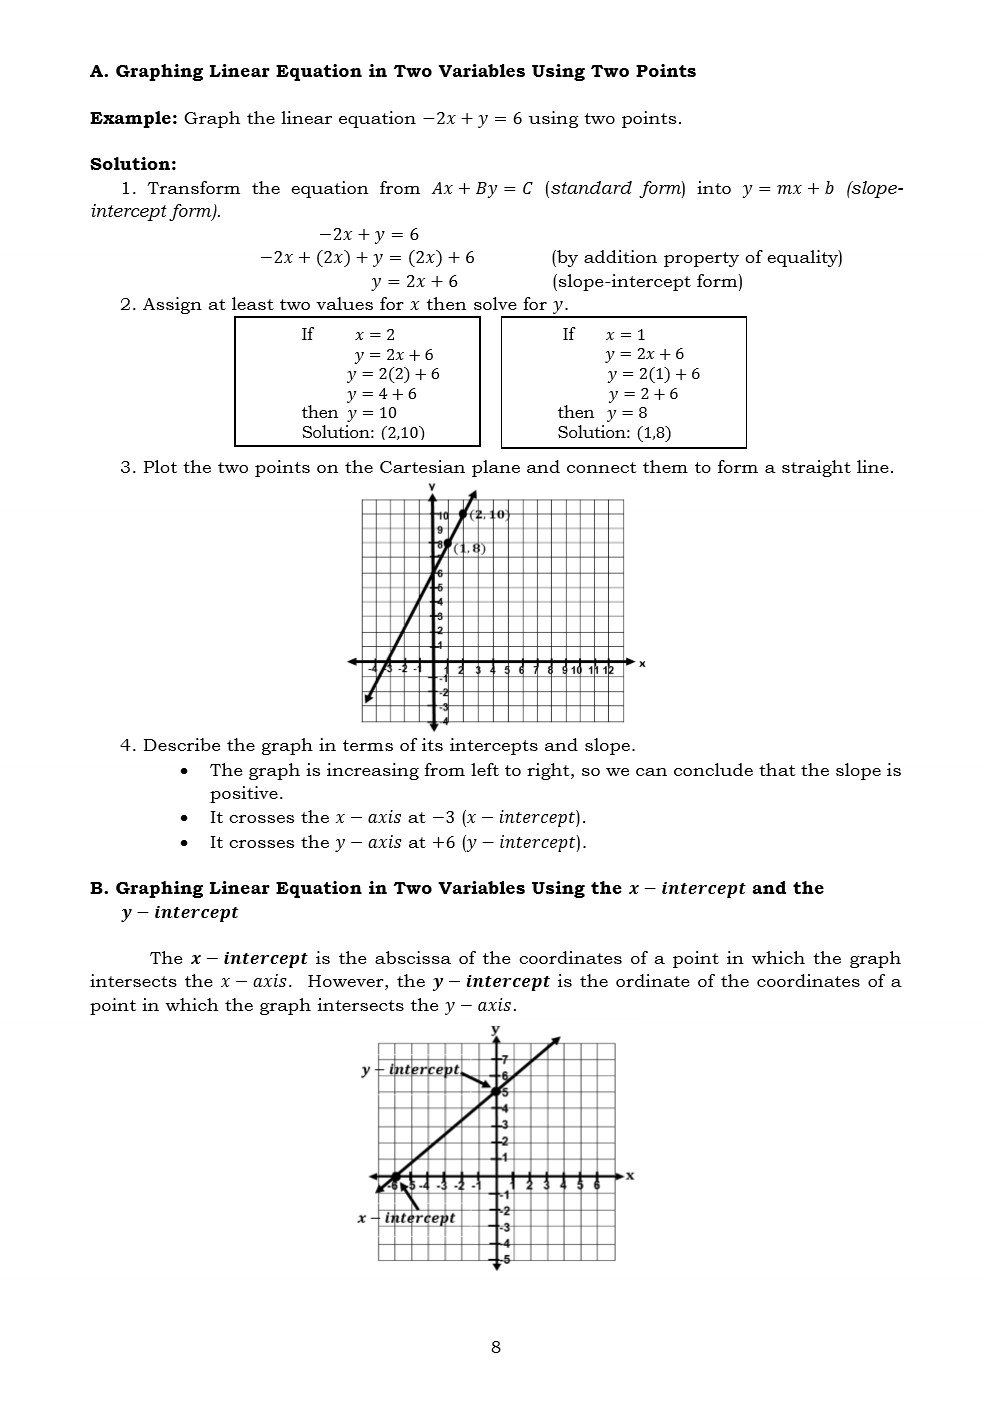 A. Graphing Linear Equation in Two Variables Using Two Points
Example: Graph the linear equation −2x + y = 6 using two points.
Solution:
1. Transform the equation from Ax + By = C (standard form) into y = mx + b (slope-
intercept form).
−2x + y = 6
−2x + (2x) + y = (2x) + 6 (by addition property of equality)
y = 2x + 6 (slope-intercept form)
2. Assign at least two values for x then solve for y.
If x = 2
y = 2x + 6
y = 2(2) + 6
y = 4 + 6
then y = 10
Solution: (2,10)
If x = 1
y = 2x + 6
y = 2(1) + 6
y = 2 + 6
then y = 8
Solution: (1,8)
3. Plot the two points on the Cartesian plane and connect them to form a straight line.
y
10 (2, 10)
9
8 (1, 8)
6
5
4
3
2
1
-4 -3 -2 -1 1 2 3 4 5 6 7 8 9 10 11 12 x
-1
-2
-3
-4
4. Describe the graph in terms of its intercepts and slope.
• The graph is increasing from left to right, so we can conclude that the slope is
positive.
• It crosses the x − axis at −3 (x − intercept).
• It crosses the y − axis at +6 (y − intercept).
B. Graphing Linear Equation in Two Variables Using the x − intercept and the
y − intercept
The x − intercept is the abscissa of the coordinates of a point in which the graph
intersects the x − axis. However, the y − intercept is the ordinate of the coordinates of a
point in which the graph intersects the y − axis.
y
7
y − intercept 6
5
4
3
2
1
x
-6 -5 -4 -3 -2 -1 1 2 3 4 5 6
-1
-2
x − intercept
-3
-4
-5
8